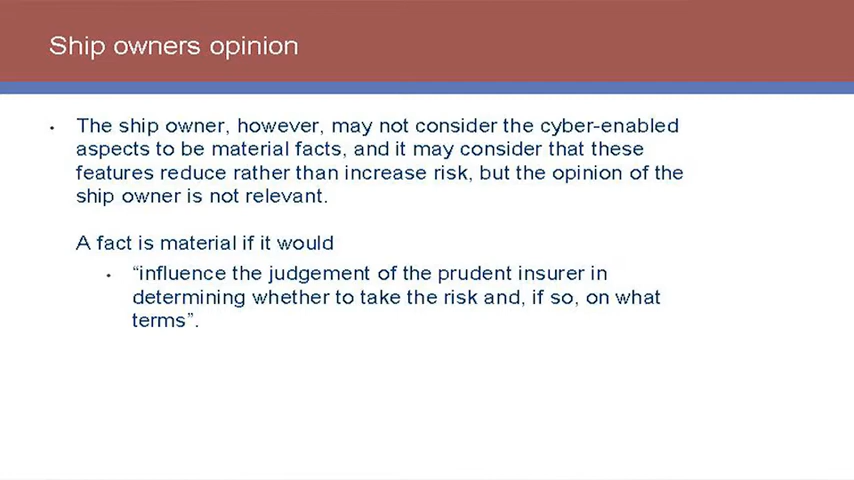 Ship owners opinion
• The ship owner, however, may not consider the cyber-enabled
aspects to be material facts, and it may consider that these
features reduce rather than increase risk, but the opinion of the
ship owner is not relevant.
A fact is material if it would
• “influence the judgement of the prudent insurer in
determining whether to take the risk and, if so, on what
terms”.